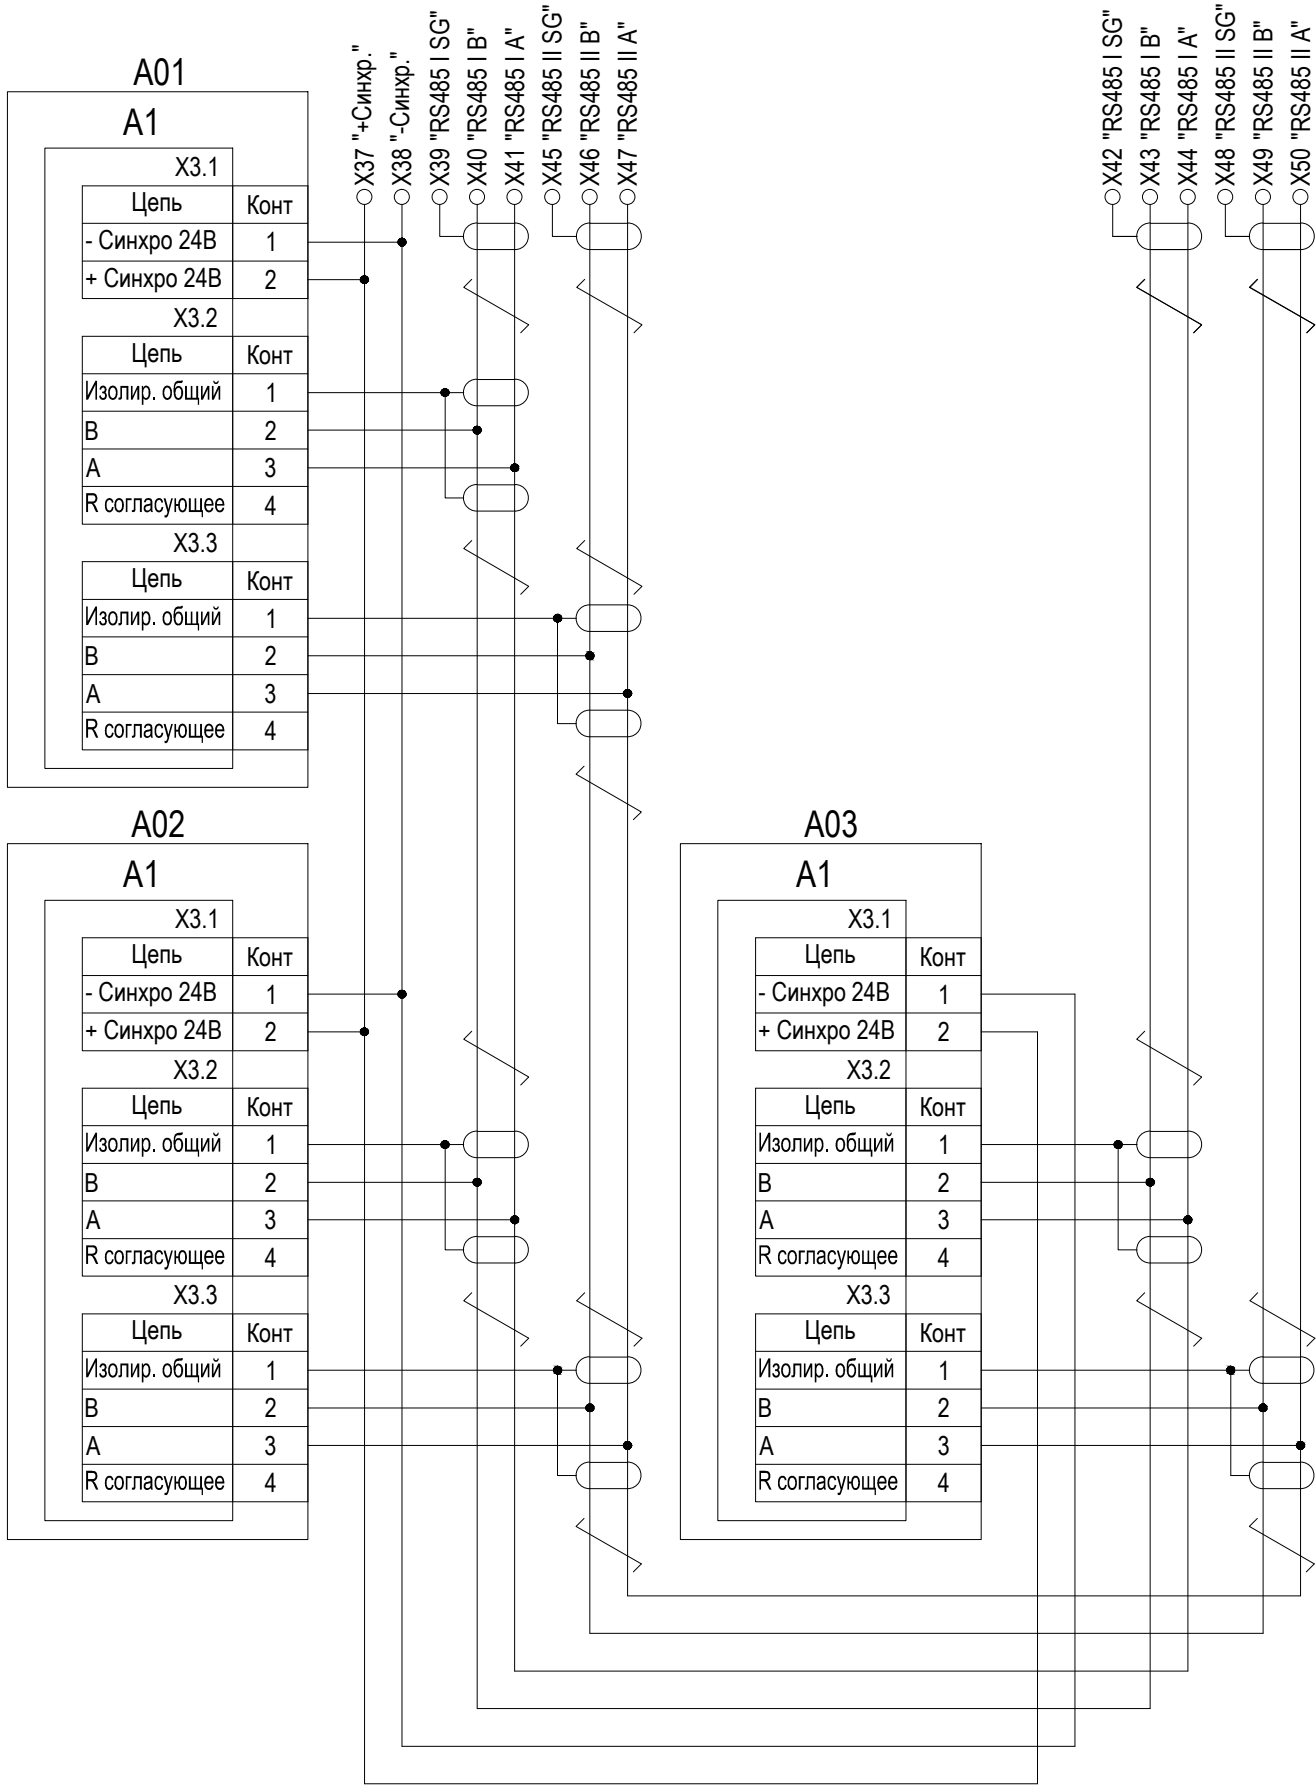 X37 "+Синхр."
X38 "-Синхр."
X39 "RS485 I SG"
X40 "RS485 I B"
X41 "RS485 I A"
X45 "RS485 II SG"
X46 "RS485 II B"
X47 "RS485 II A"
X42 "RS485 I SG"
X43 "RS485 I B"
X44 "RS485 I A"
X48 "RS485 II SG"
X49 "RS485 II B"
X50 "RS485 II A"
A01
A1
X3.1
Цепь Конт
- Синхро 24В 1
+ Синхро 24В 2
X3.2
Цепь Конт
Изолир. общий 1
B 2
A 3
R согласующее 4
X3.3
Цепь Конт
Изолир. общий 1
B 2
A 3
R согласующее 4
A02
A1
X3.1
Цепь Конт
- Синхро 24В 1
+ Синхро 24В 2
X3.2
Цепь Конт
Изолир. общий 1
B 2
A 3
R согласующее 4
X3.3
Цепь Конт
Изолир. общий 1
B 2
A 3
R согласующее 4
A03
A1
X3.1
Цепь Конт
- Синхро 24В 1
+ Синхро 24В 2
X3.2
Цепь Конт
Изолир. общий 1
B 2
A 3
R согласующее 4
X3.3
Цепь Конт
Изолир. общий 1
B 2
A 3
R согласующее 4